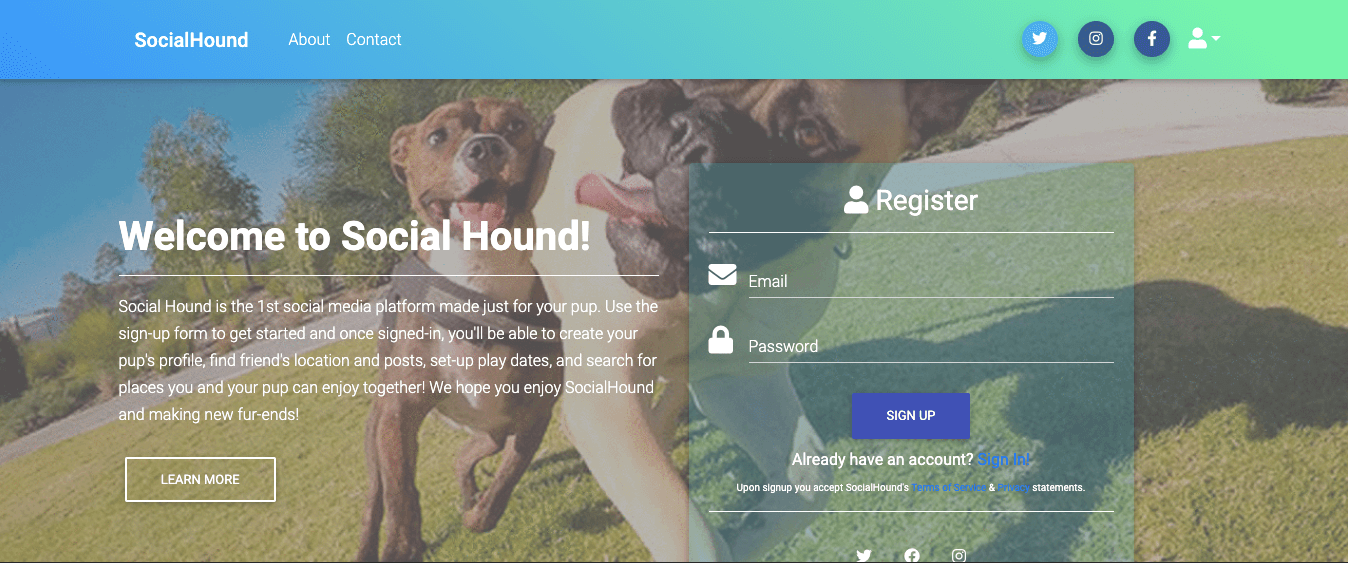 SocialHound About Contact
Welcome to Social Hound!
Social Hound is the 1st social media platform made just for your pup. Use the
sign-up form to get started and once signed-in, you'll be able to create your
pup's profile, find friend's location and posts, set-up play dates, and search for
places you and your pup can enjoy together! We hope you enjoy SocialHound
and making new fur-ends!
LEARN MORE
Register
Email
Password
SIGN UP
Already have an account? Sign in!
Upon signup you accept SocialHound's Terms of Service & Privacy statements.